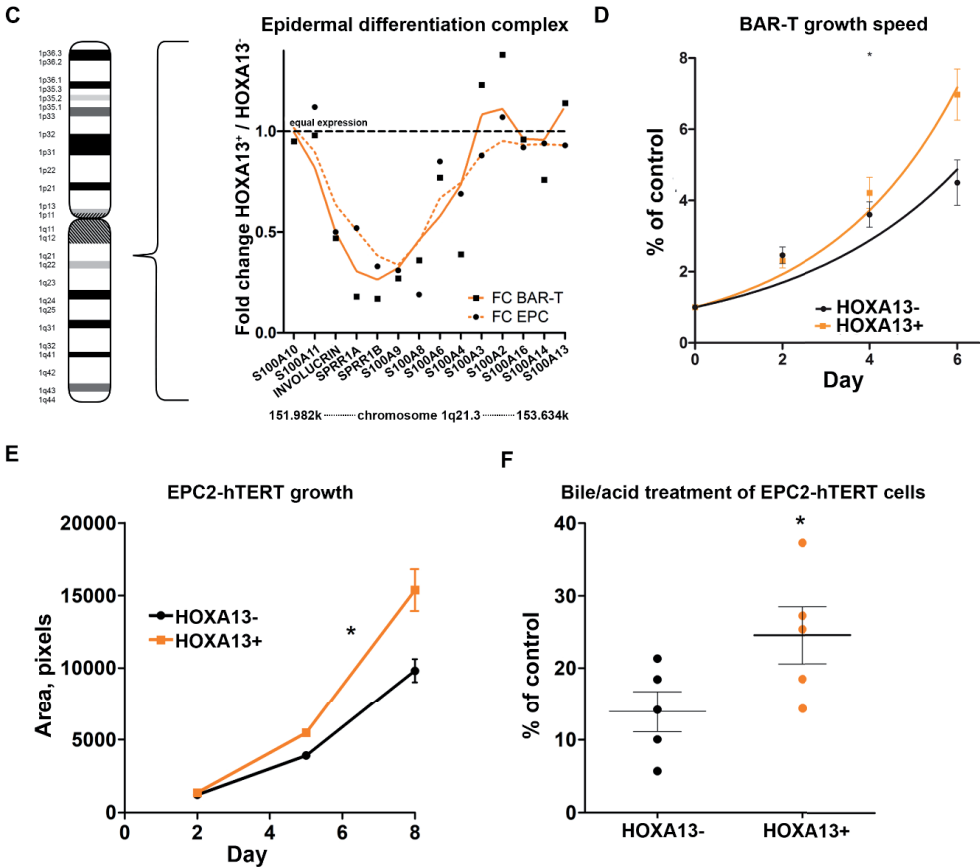 C
1p36.3
1p36.2
1p36.1
1p35.3
1p35.2
1p35.1
1p33
1p32
1p31
1p22
1p21
1p13
1p11
1q11
1q12
1q21
1q22
1q23
1q24
1q25
1q31
1q32
1q41
1q42
1q43
1q44
Epidermal differentiation complex
Fold change HOXA13+ / HOXA13-
equal expression
1.0
0.5
0.0
FC BAR-T
FC EPC
S100A10
S100A11
INVOLUCRIN
SPRR1A
SPRR1B
S100A9
S100A8
S100A6
S100A4
S100A3
S100A2
S100A16
S100A14
S100A13
151.982k chromosome 1q21.3 153.634k
D
BAR-T growth speed
% of control
8
6
4
2
0
*
HOXA13-
HOXA13+
0 2 4 6
Day
E
EPC2-hTERT growth
Area, pixels
20000
15000
10000
5000
0
HOXA13-
HOXA13+
*
0 2 4 6 8
Day
F
Bile/acid treatment of EPC2-hTERT cells
% of control
40
30
20
10
0
*
HOXA13- HOXA13+